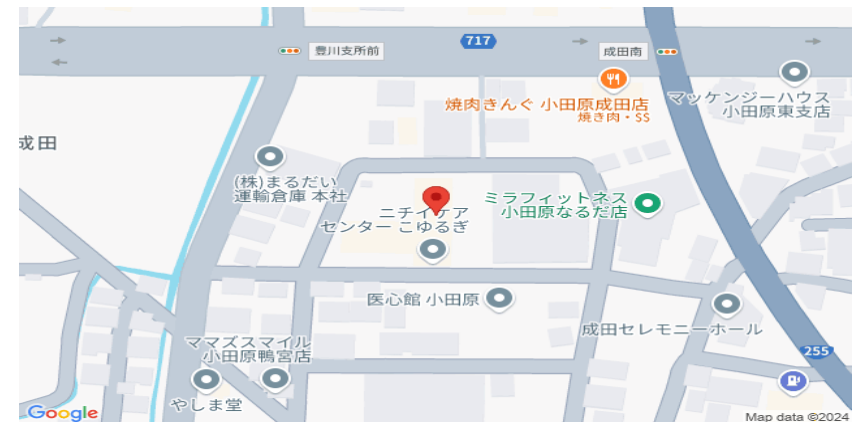 豊川支所前
717
成田南
焼肉きんぐ 小田原成田店
焼き肉・SS
マッケンジーハウス
小田原東支店
成田
(株)まるだい
運輸倉庫 本社
ニチイケア
センター こゆるぎ
ミラフィットネス
小田原なるだ店
医心館 小田原
成田セレモニーホール
ママズスマイル
小田原鴨宮店
255
やしま堂
Google
Map data ©2024